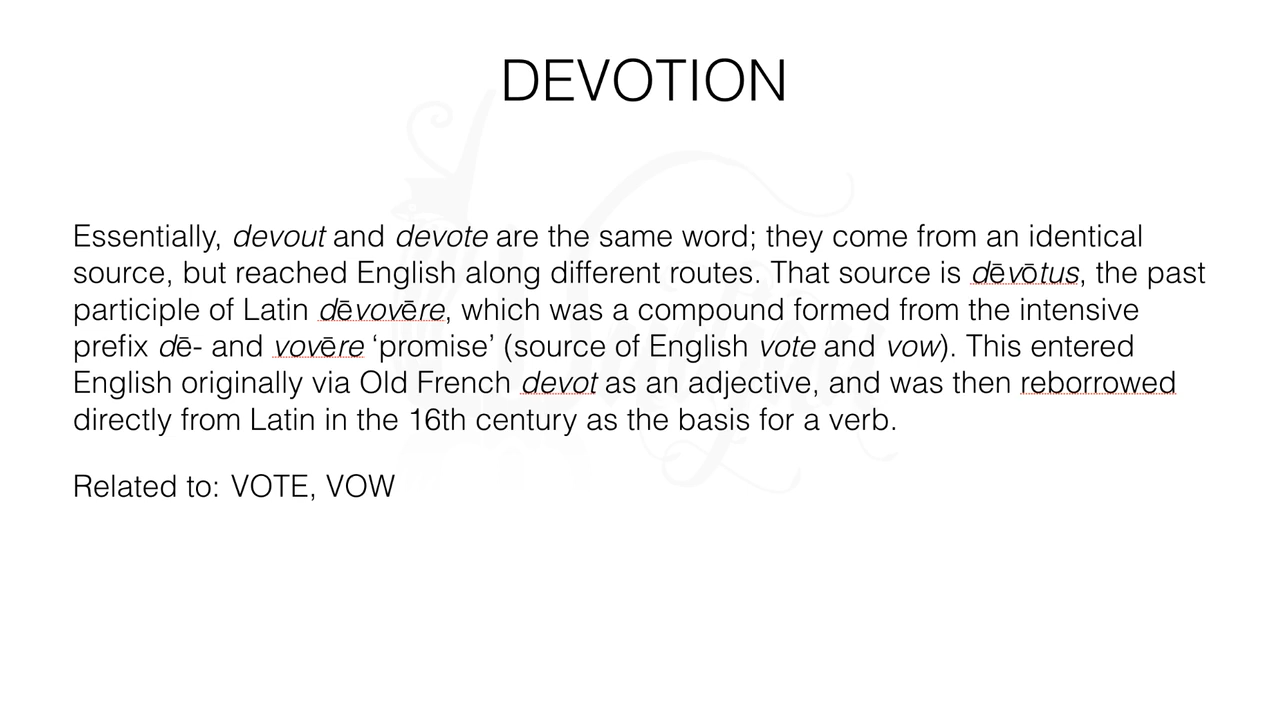 DEVOTION
Essentially, devout and devote are the same word; they come from an identical
source, but reached English along different routes. That source is dēvōtus, the past
participle of Latin dēvovēre, which was a compound formed from the intensive
prefix dē- and vovēre ‘promise’ (source of English vote and vow). This entered
English originally via Old French devot as an adjective, and was then reborrowed
directly from Latin in the 16th century as the basis for a verb.
Related to: VOTE, VOW